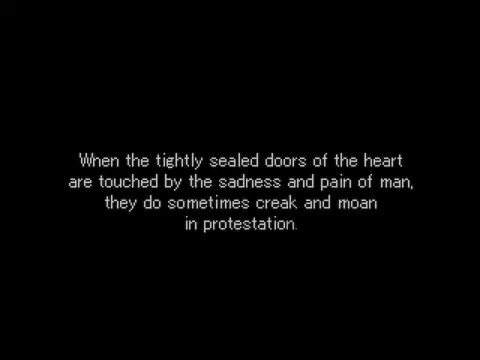 When the tightly sealed doors of the heart
are touched by the sadness and pain of man,
they do sometimes creak and moan
in protestation.